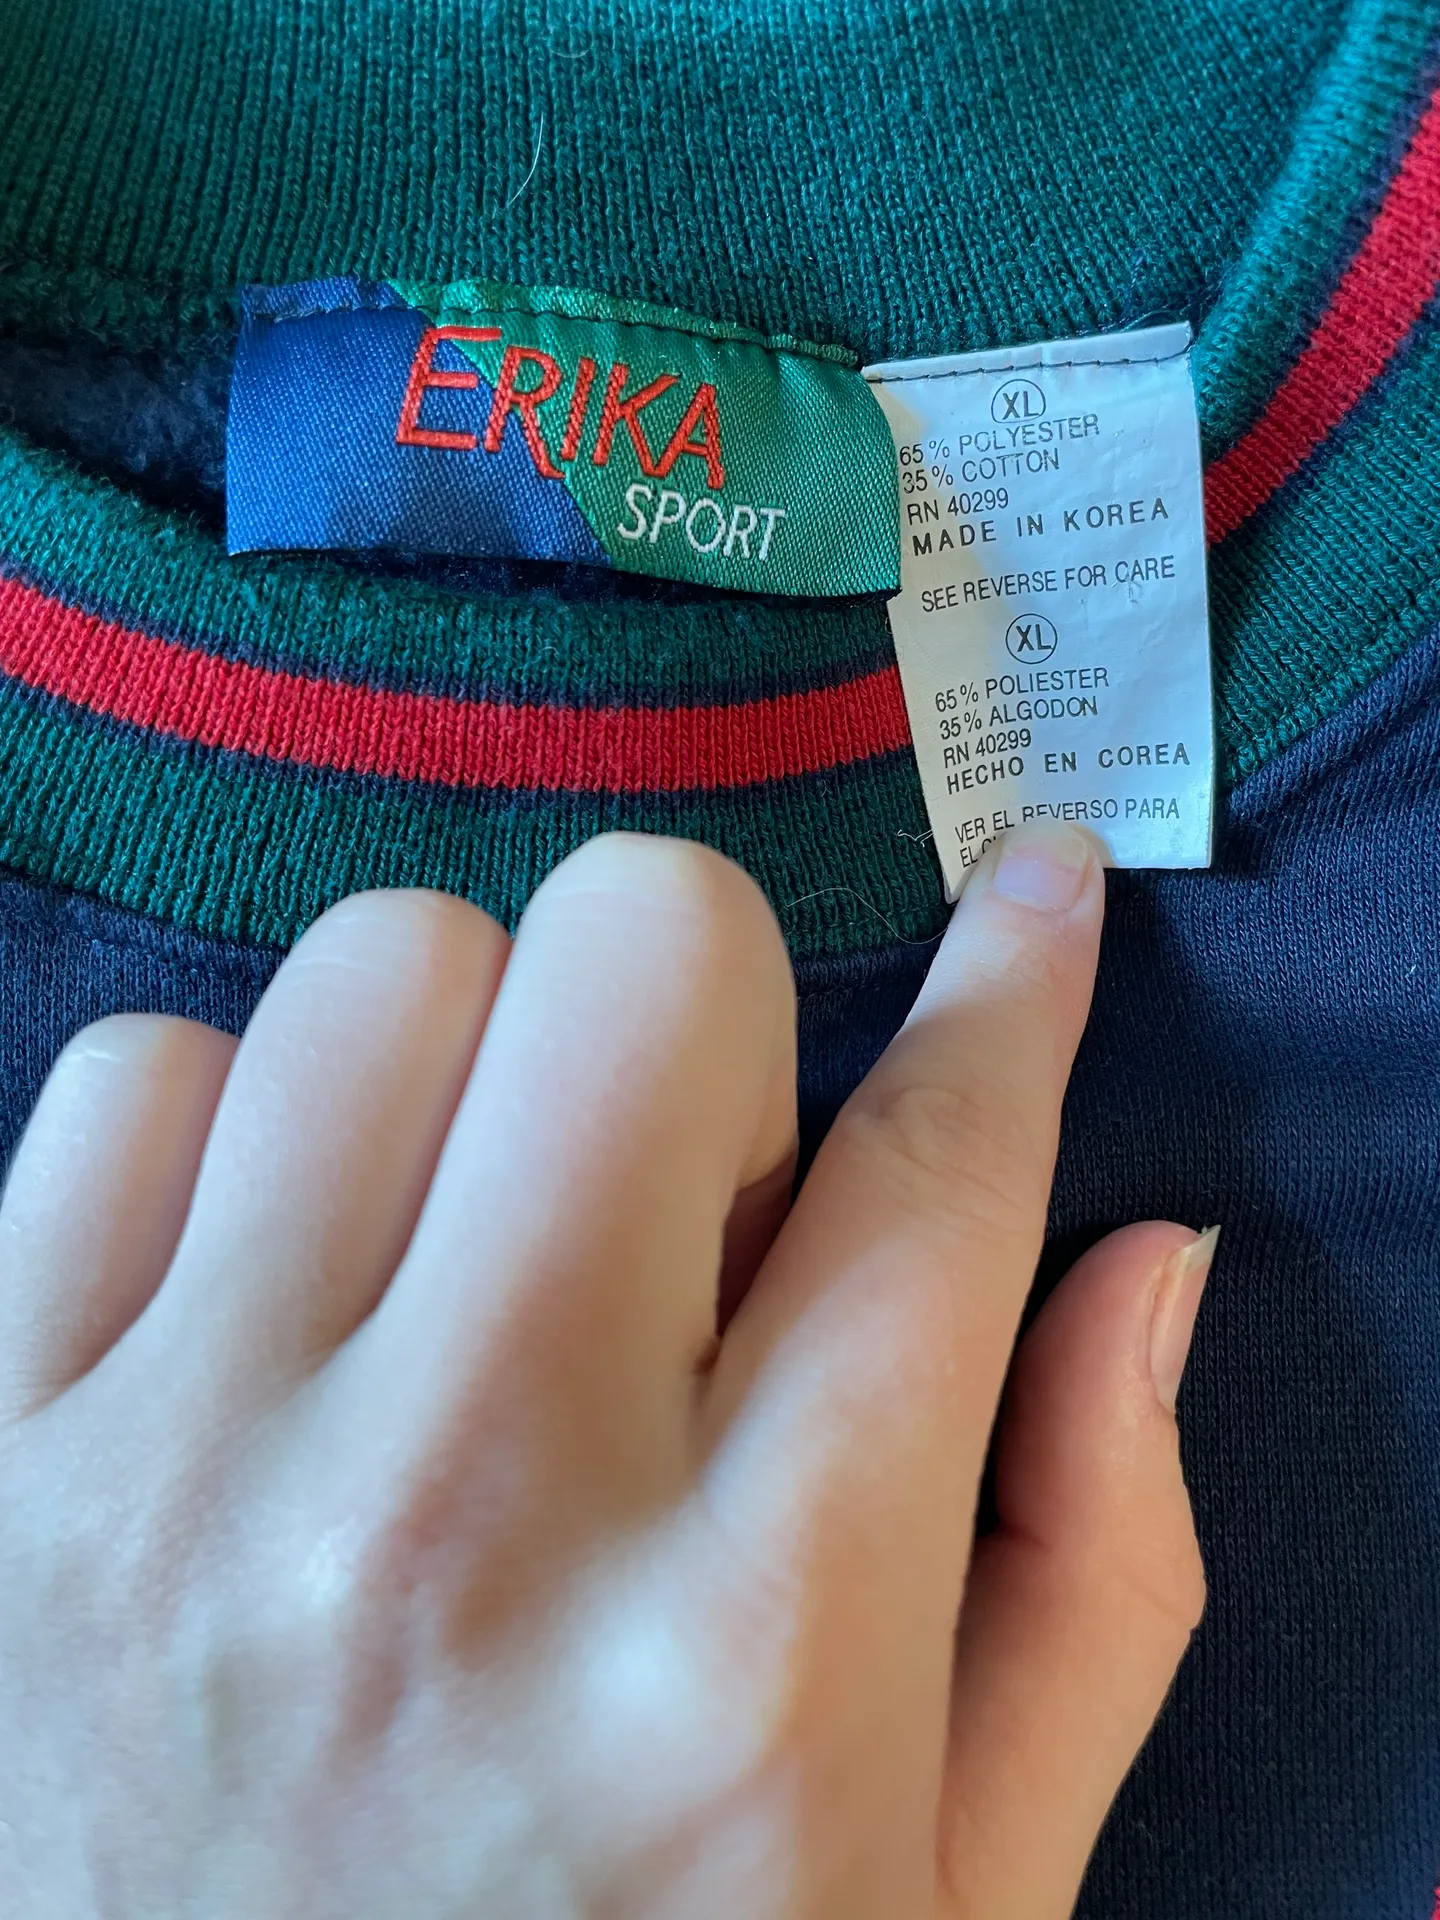 ERIKA
SPORT
XL
65% POLYESTER
35% COTTON
RN 40299
MADE IN KOREA
SEE REVERSE FOR CARE
XL
65% POLIESTER
35% ALGODON
RN 40299
HECHO EN COREA
VER EL REVERSO PARA
EL